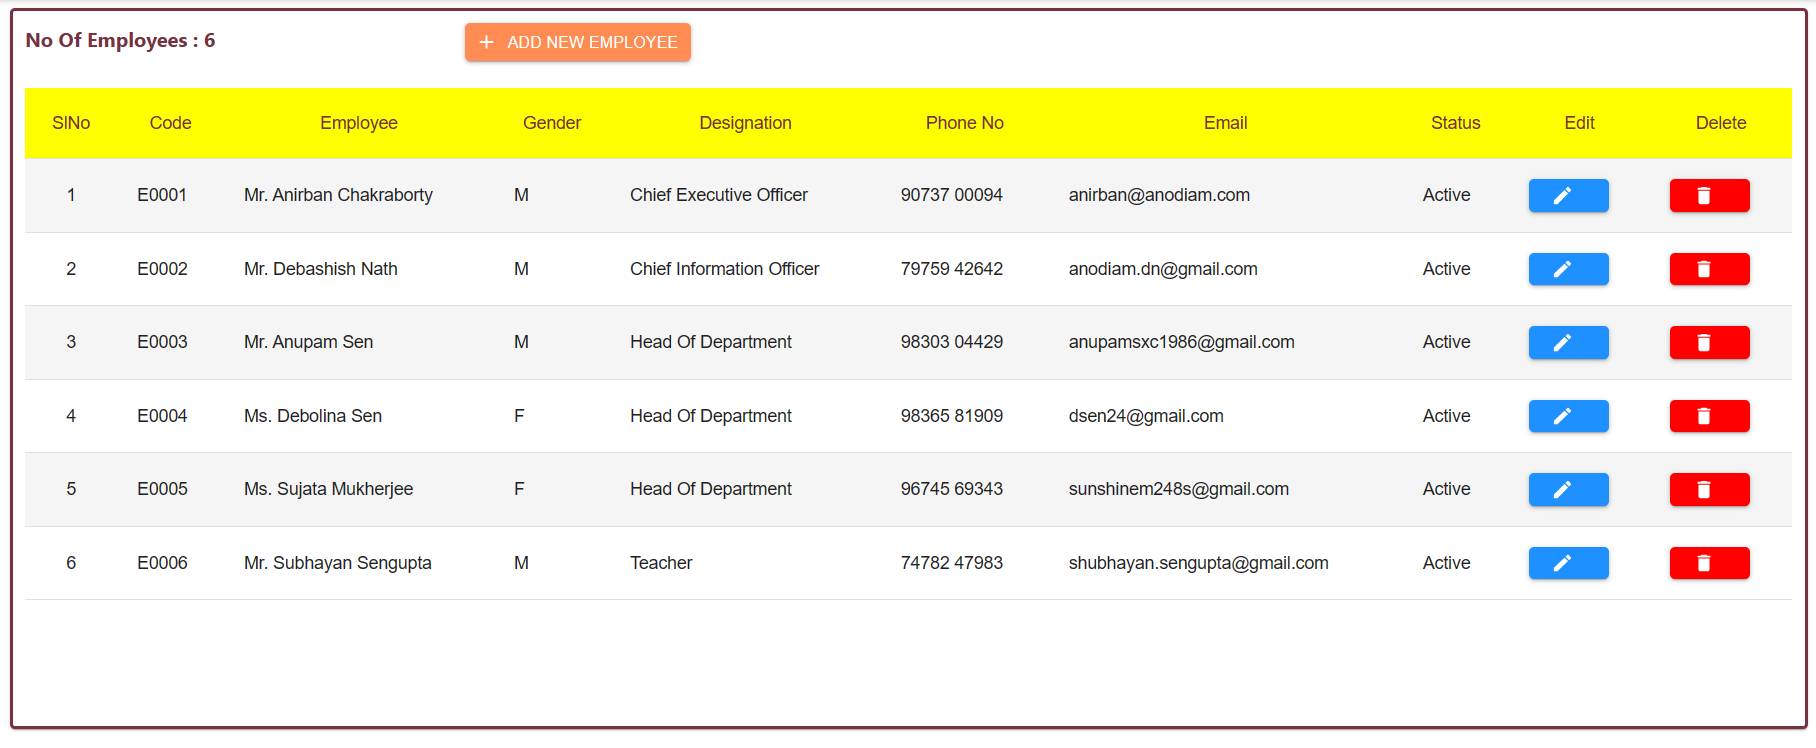 No Of Employees : 6 ADD NEW EMPLOYEE
SlNo Code Employee Gender Designation Phone No Email Status Edit Delete
1 E0001 Mr. Anirban Chakraborty M Chief Executive Officer 90737 00094 anirban@anodiam.com Active
2 E0002 Mr. Debashish Nath M Chief Information Officer 79759 42642 anodiam.dn@gmail.com Active
3 E0003 Mr. Anupam Sen M Head Of Department 98303 04429 anupamsxc1986@gmail.com Active
4 E0004 Ms. Debolina Sen F Head Of Department 98365 81909 dsen24@gmail.com Active
5 E0005 Ms. Sujata Mukherjee F Head Of Department 96745 69343 sunshinem248s@gmail.com Active
6 E0006 Mr. Subhayan Sengupta M Teacher 74782 47983 shubhayan.sengupta@gmail.com Active